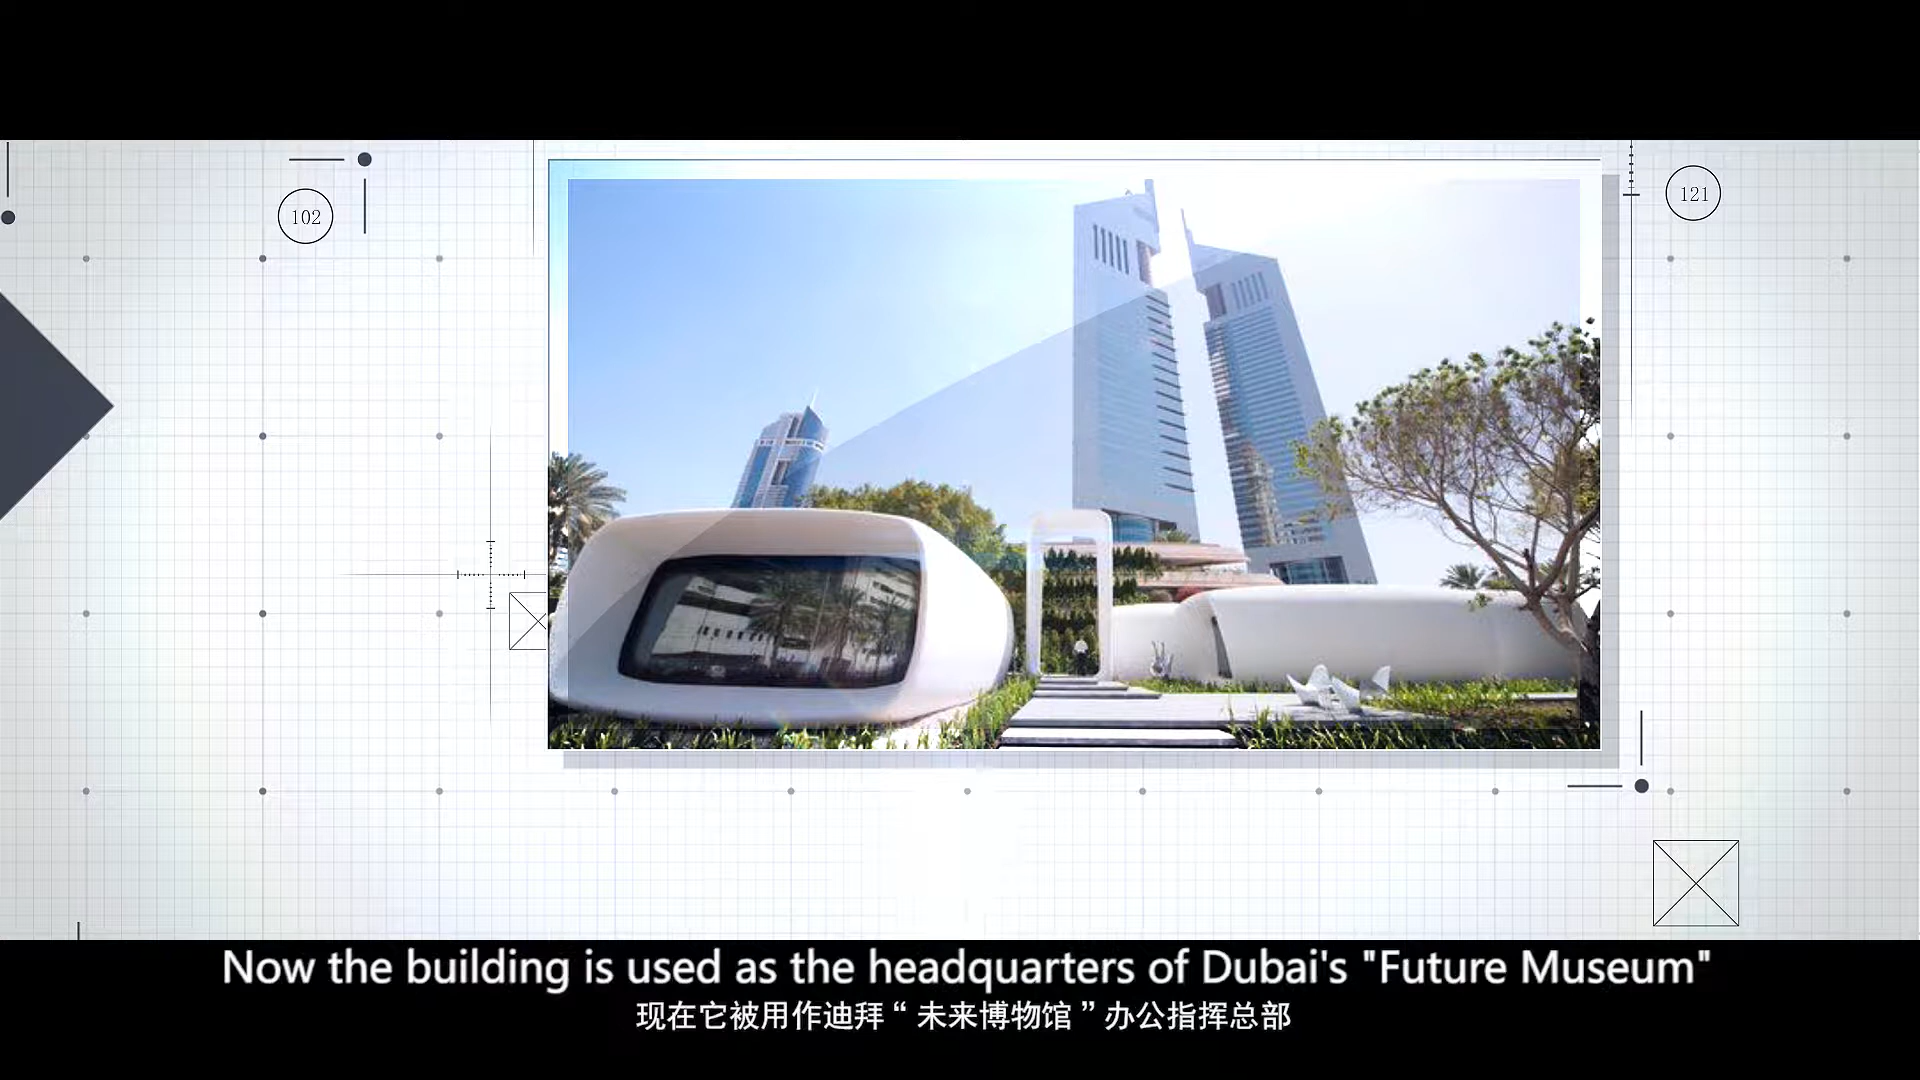 102
121
Now the building is used as the headquarters of Dubai's "Future Museum"
现在它被用作迪拜“未来博物馆”办公指挥总部